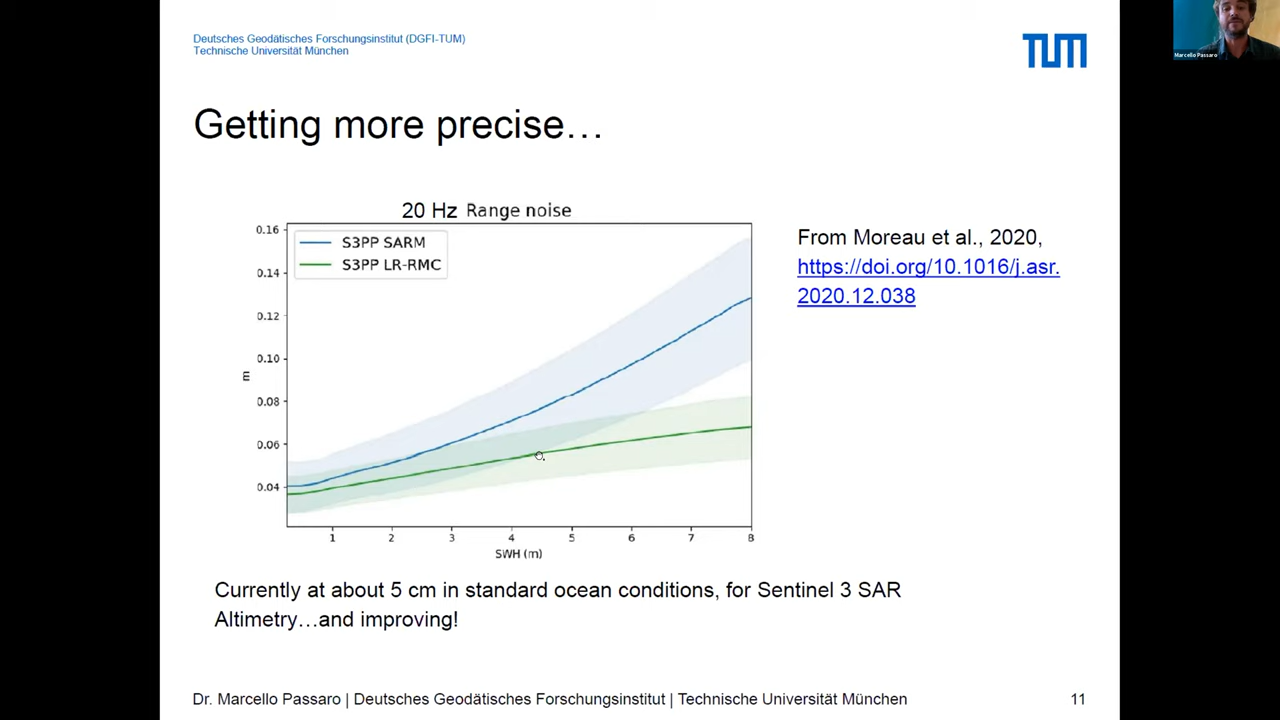 Deutsches Geodätisches Forschungsinstitut (DGFI-TUM)
Technische Universität München
TUM
Marcello Passaro
Getting more precise…
20 Hz Range noise
S3PP SARM
S3PP LR-RMC
0.16
0.14
0.12
0.10
0.08
0.06
0.04
m
1 2 3 4 5 6 7 8
SWH (m)
From Moreau et al., 2020,
https://doi.org/10.1016/j.asr.
2020.12.038
Currently at about 5 cm in standard ocean conditions, for Sentinel 3 SAR
Altimetry…and improving!
Dr. Marcello Passaro | Deutsches Geodätisches Forschungsinstitut | Technische Universität München
11